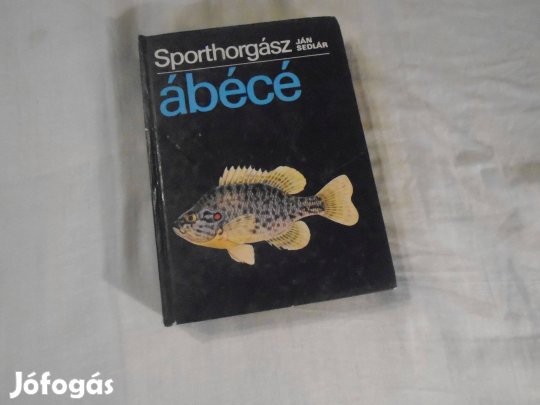 Sporthorgász JÁN SEDLÁR
ábécé
Jófogás